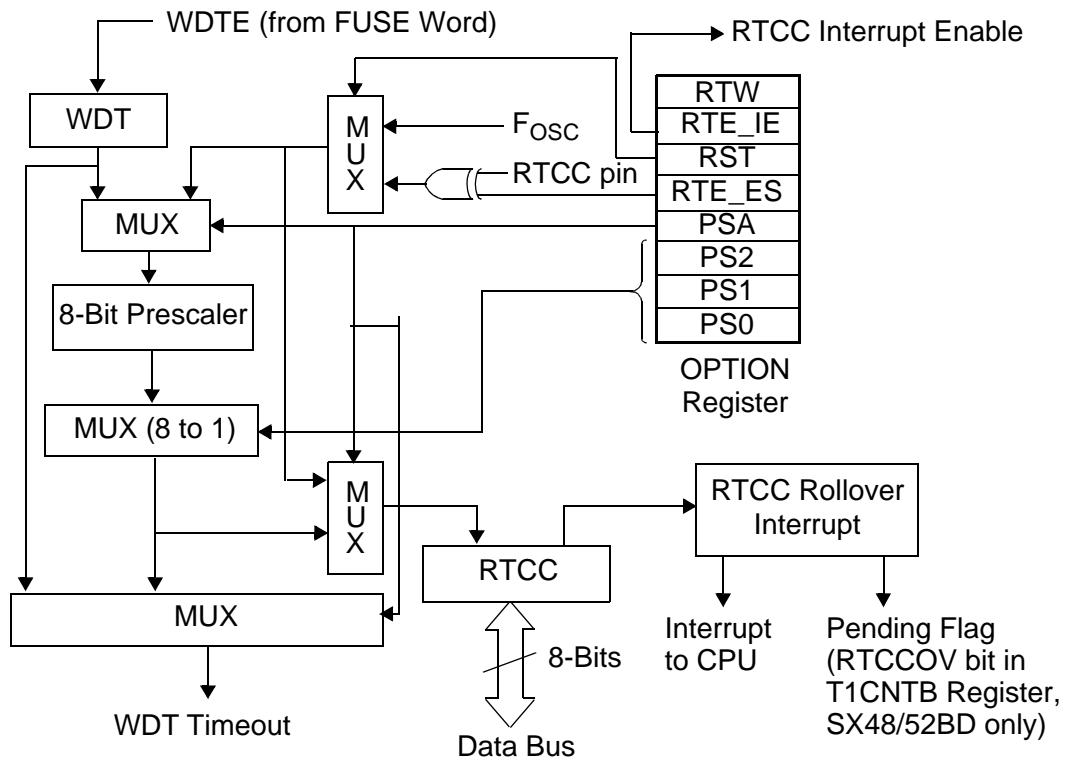 WDTE (from FUSE Word)
RTCC Interrupt Enable
WDT
M
U
X
FOSC
RTCC pin
RTW
RTE_IE
RST
RTE_ES
PSA
PS2
PS1
PS0
OPTION
Register
MUX
8-Bit Prescaler
MUX (8 to 1)
M
U
X
RTCC Rollover
Interrupt
RTCC
MUX
8-Bits
Interrupt
to CPU
Pending Flag
(RTCCOV bit in
T1CNTB Register,
SX48/52BD only)
WDT Timeout
Data Bus